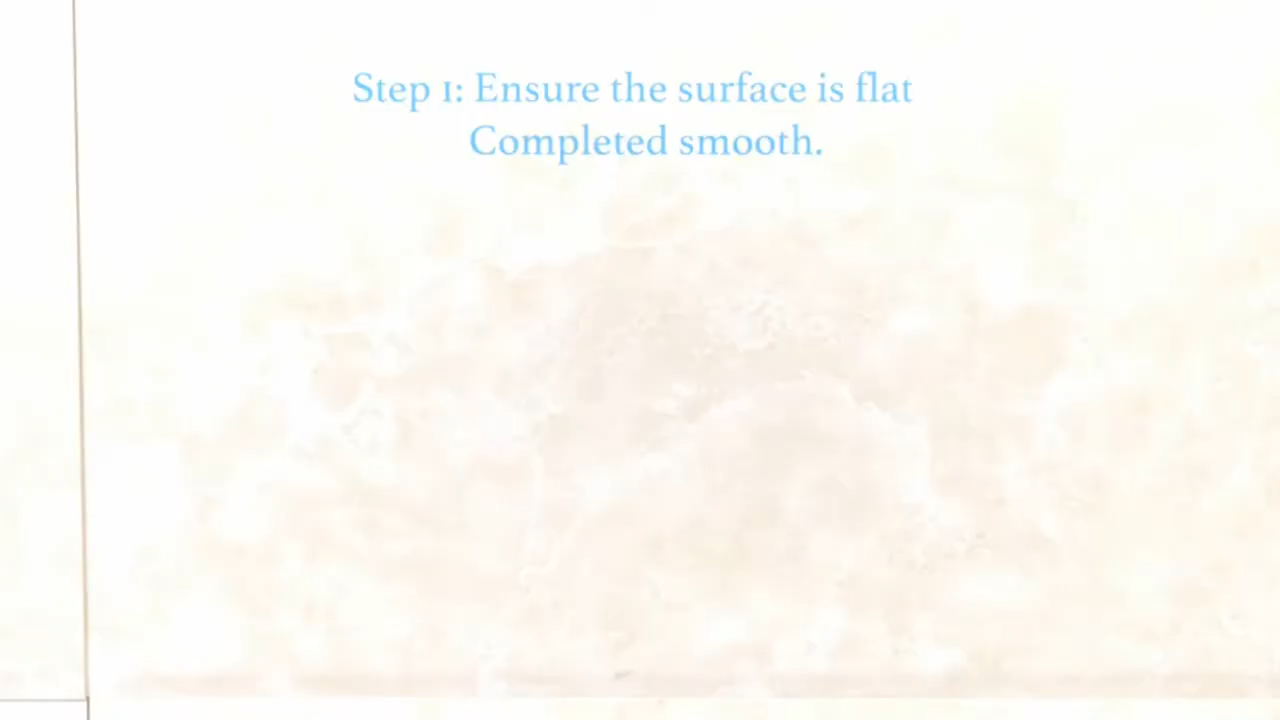 Step 1: Ensure the surface is flat
Completed smooth.